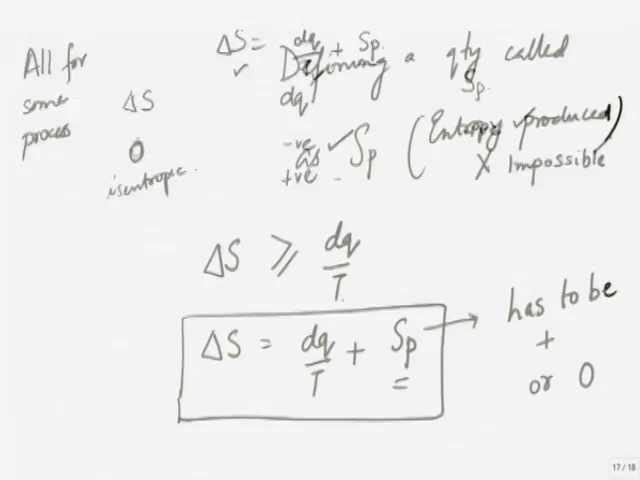 ΔS = dq/T + Sp.
All for some process
Defining a qty called Sp.
ΔS
dq
0
isentropic.
-ve ✓
as Sp (Entropy produced)
+ve -
X Impossible
ΔS ≥ dq/T.
ΔS = dq/T + Sp → has to be
+
or 0
17 / 18